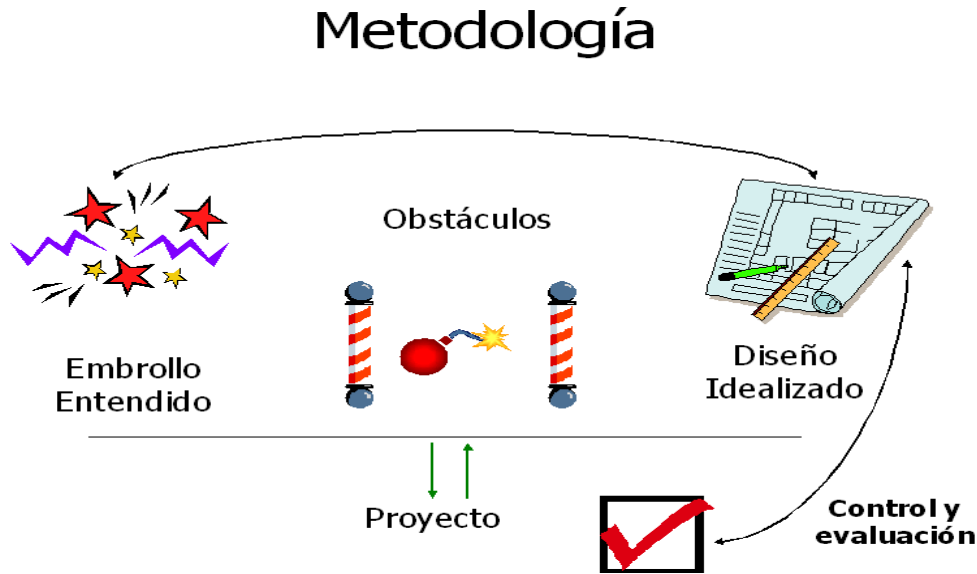 Metodología
Obstáculos
Embrollo
Entendido
Diseño
Idealizado
Proyecto
Control y
evaluación